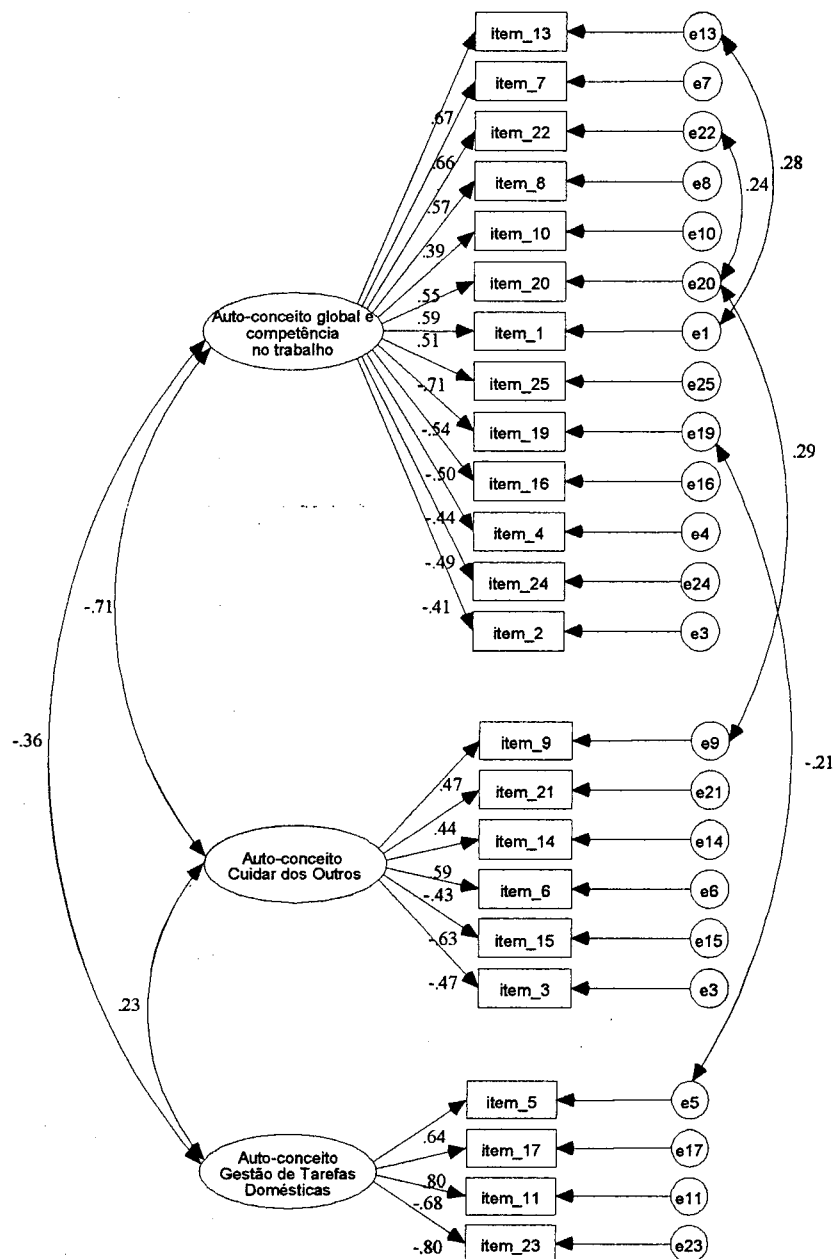 item_13
e13
item_7
e7
.67
item_22
e22
.66
.28
item_8
e8
.24
.57
item_10
e10
.39
item_20
e20
.55
Auto-conceito global e
competência
no trabalho
.59
item_1
e1
.51
item_25
e25
-.71
item_19
e19
-.54
.29
item_16
e16
-.50
item_4
e4
-.44
item_24
e24
-.49
-.41
item_2
e3
-.71
-.36
item_9
e9
-.21
.47
item_21
e21
.44
item_14
e14
Auto-conceito
Cuidar dos Outros
.59
item_6
e6
-.43
item_15
e15
-.63
-.47
item_3
e3
.23
item_5
e5
.64
item_17
e17
Auto-conceito
Gestão de Tarefas
Domésticas
.80
item_11
e11
-.68
item_23
e23
-.80